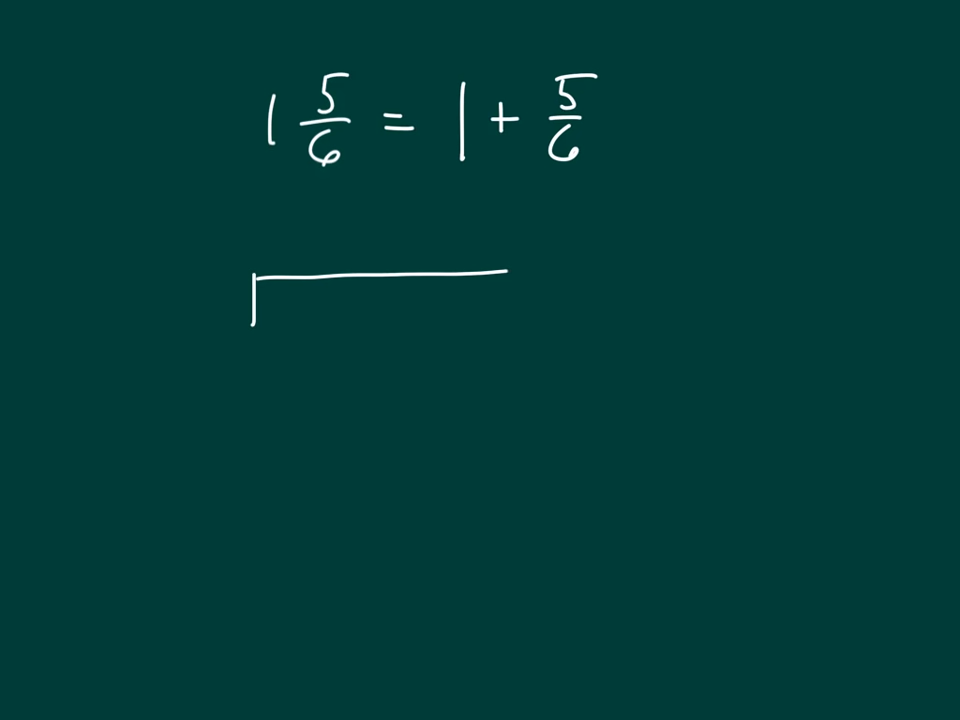 1 5/6 = 1 + 5/6